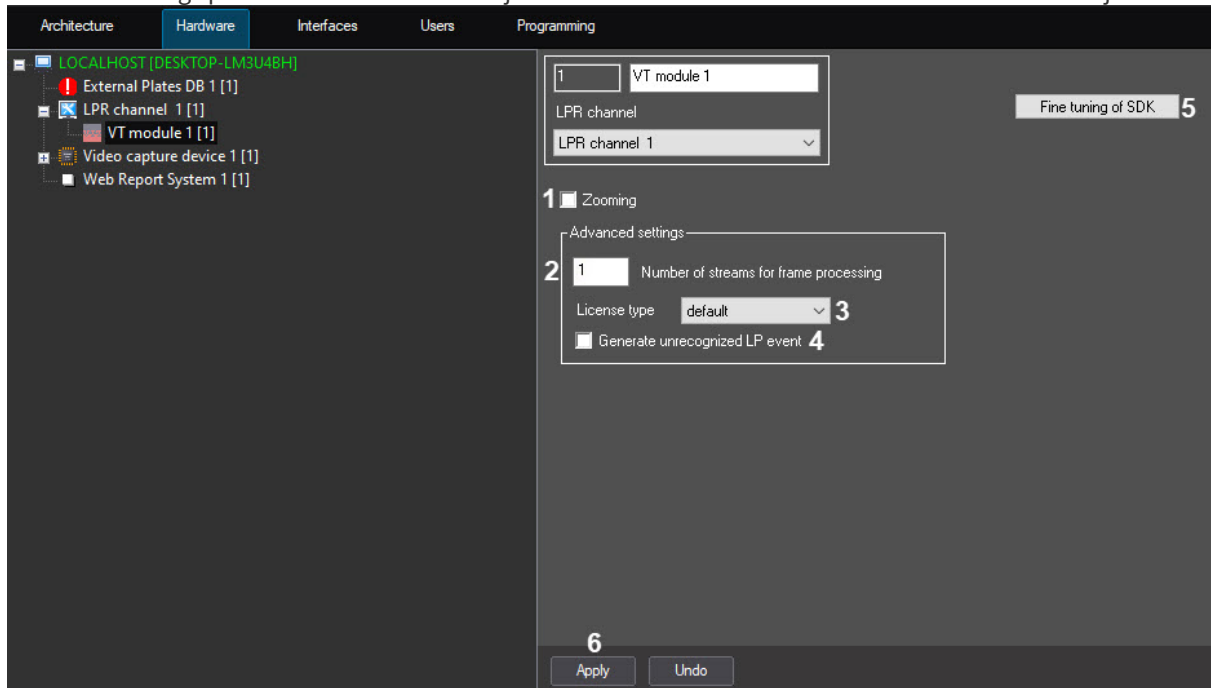 Architecture Hardware Interfaces Users Programming
LOCALHOST [DESKTOP-LM3U4BH]
External Plates DB 1 [1]
LPR channel 1 [1]
VT module 1 [1]
Video capture device 1 [1]
Web Report System 1 [1]
1 VT module 1
LPR channel
LPR channel 1
Fine tuning of SDK 5
1 Zooming
Advanced settings
2 1 Number of streams for frame processing
License type default 3
Generate unrecognized LP event 4
6
Apply Undo